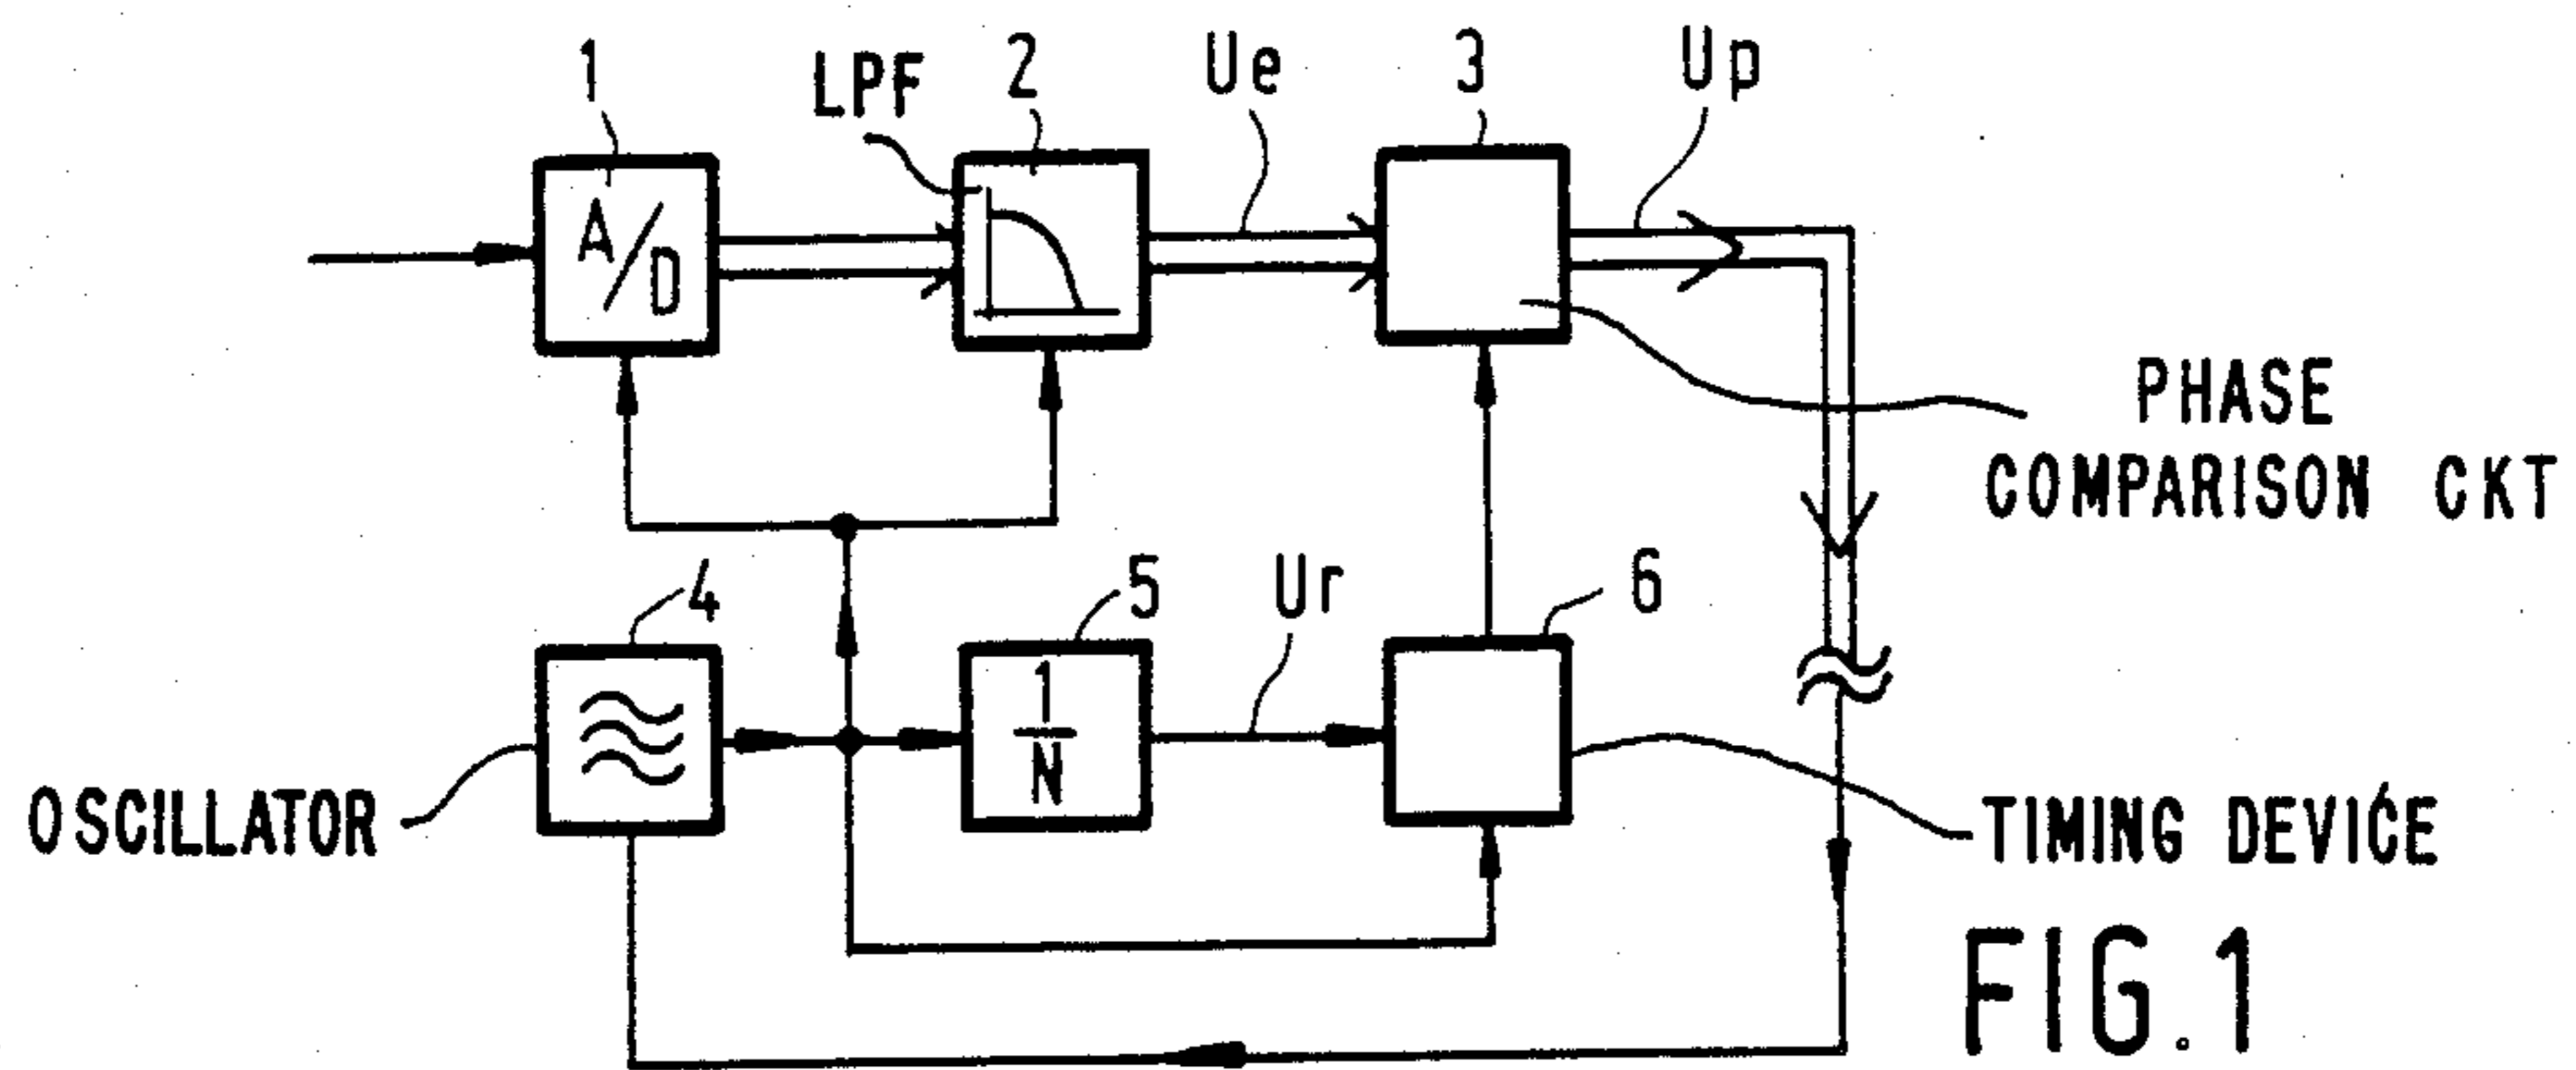 1
LPF
2
Ue
3
Up
A/D
PHASE
COMPARISON CKT
4
5
Ur
6
1
N
OSCILLATOR
TIMING DEVICE
FIG.1